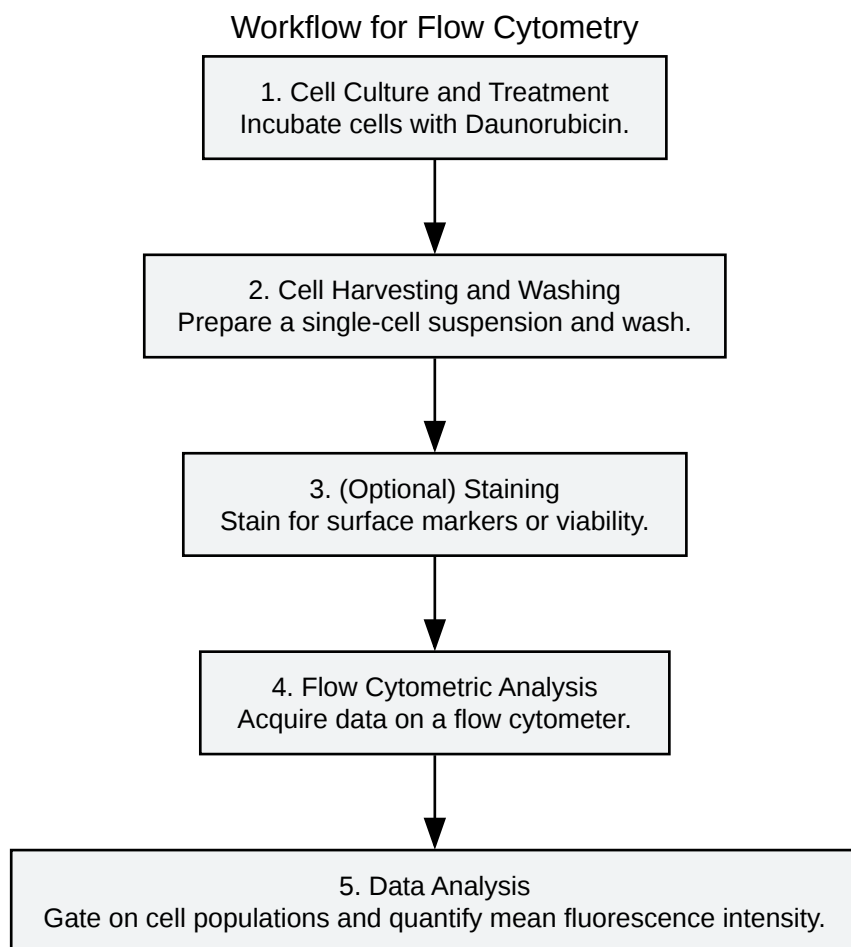 Workflow for Flow Cytometry
1. Cell Culture and Treatment
Incubate cells with Daunorubicin.
2. Cell Harvesting and Washing
Prepare a single-cell suspension and wash.
3. (Optional) Staining
Stain for surface markers or viability.
4. Flow Cytometric Analysis
Acquire data on a flow cytometer.
5. Data Analysis
Gate on cell populations and quantify mean fluorescence intensity.